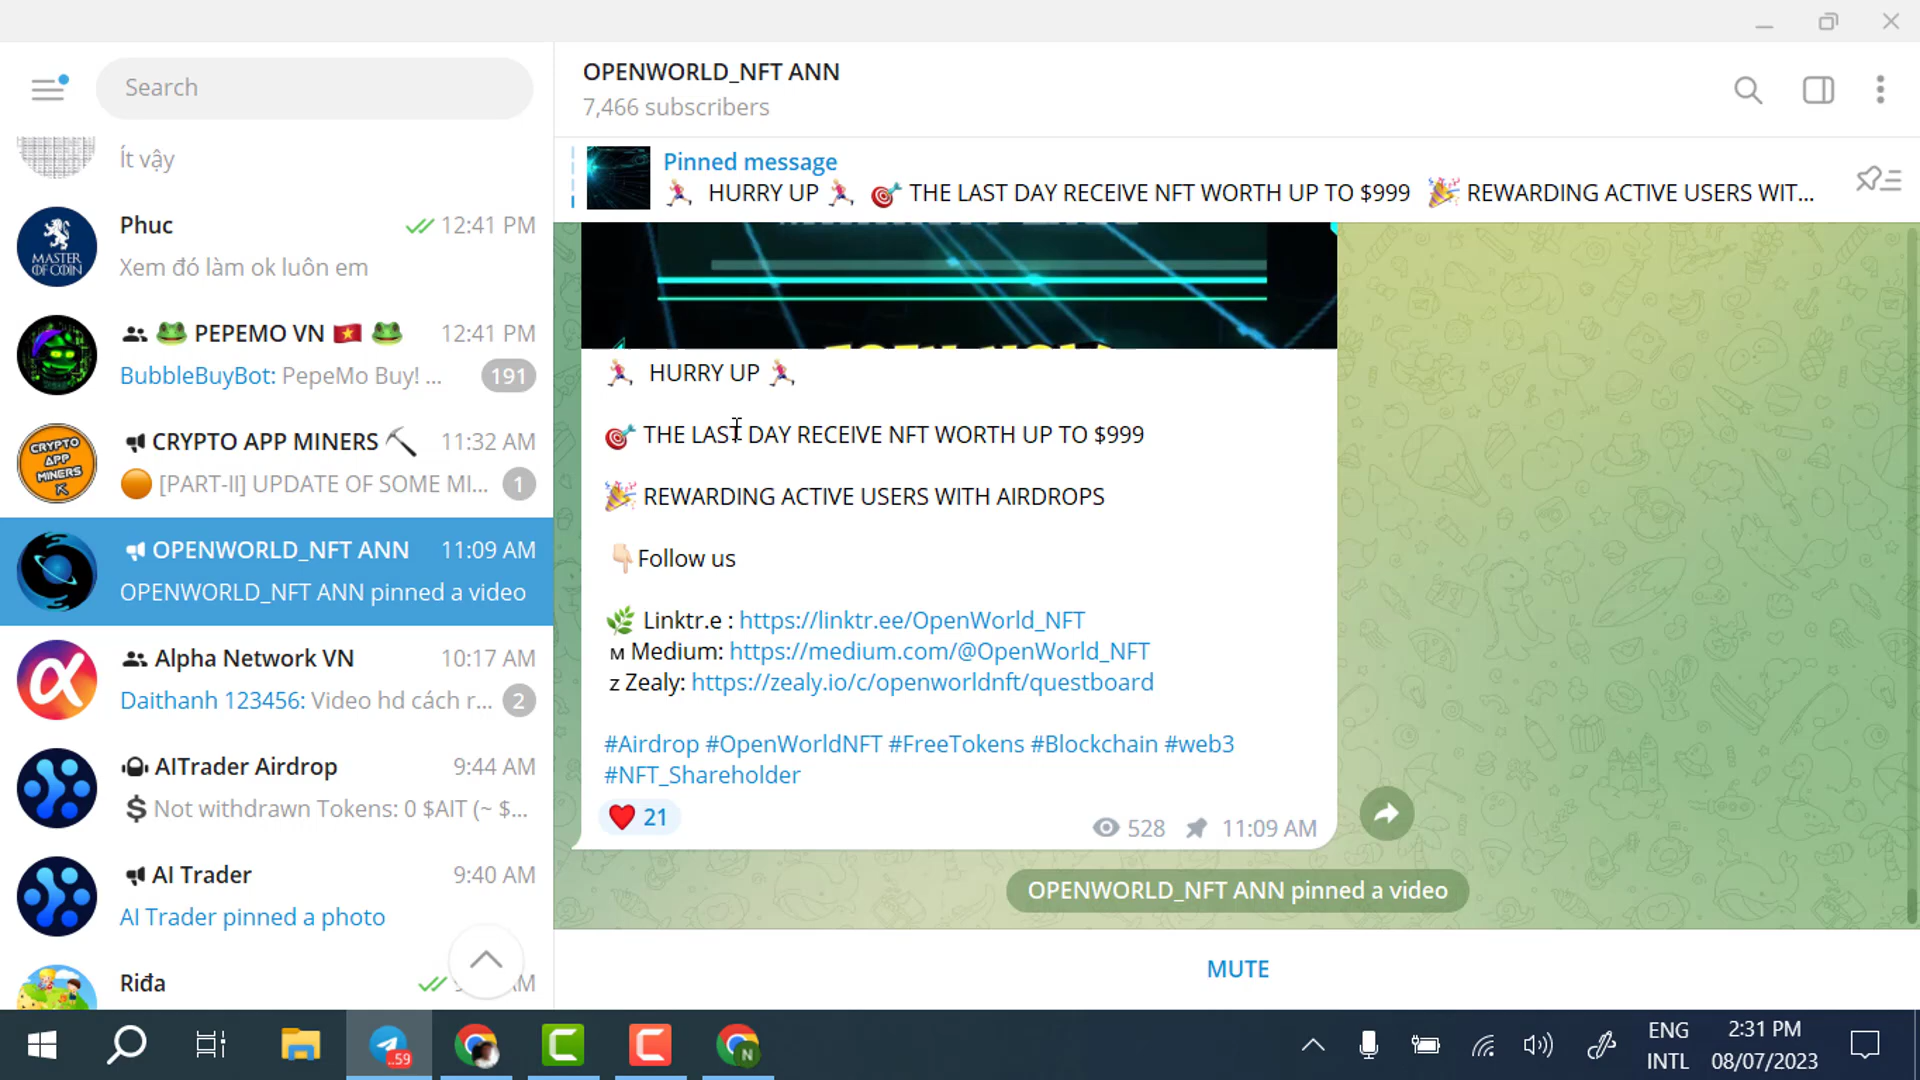 Search
Ít vậy
Phuc
12:41 PM
Xem đó làm ok luôn em
MASTER
OF COIN
🐸 PEPEMO VN 🇻🇳 🐸
12:41 PM
BubbleBuyBot: PepeMo Buy! ...
191
CRYPTO APP MINERS ⛏
11:32 AM
🟠 [PART-II] UPDATE OF SOME MI...
1
CRYPTO
APP
MINERS
OPENWORLD_NFT ANN
11:09 AM
OPENWORLD_NFT ANN pinned a video
Alpha Network VN
10:17 AM
Daithanh 123456: Video hd cách r...
2
AITrader Airdrop
9:44 AM
💲 Not withdrawn Tokens: 0 $AIT (~ $...
AI Trader
9:40 AM
AI Trader pinned a photo
Riđa
OPENWORLD_NFT ANN
7,466 subscribers
Pinned message
🏃🏻‍♀️ HURRY UP 🏃🏻‍♀️ 🎯 THE LAST DAY RECEIVE NFT WORTH UP TO $999 🎉 REWARDING ACTIVE USERS WIT...
🏃🏻‍♀️ HURRY UP 🏃🏻‍♀️
🎯 THE LAST DAY RECEIVE NFT WORTH UP TO $999
🎉 REWARDING ACTIVE USERS WITH AIRDROPS
👇🏻Follow us
🌿 Linktr.e : https://linktr.ee/OpenWorld_NFT
ᴍ Medium: https://medium.com/@OpenWorld_NFT
ᴢ Zealy: https://zealy.io/c/openworldnft/questboard
#Airdrop #OpenWorldNFT #FreeTokens #Blockchain #web3
#NFT_Shareholder
❤️ 21
528
11:09 AM
OPENWORLD_NFT ANN pinned a video
MUTE
..59
N
ENG
INTL
2:31 PM
08/07/2023